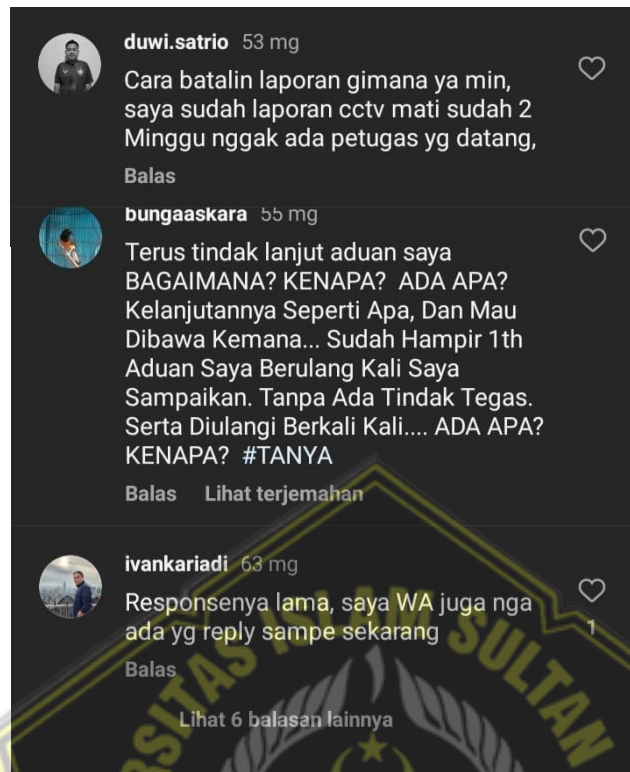 duwi.satrio 53 mg
Cara batalin laporan gimana ya min,
saya sudah laporan cctv mati sudah 2
Minggu nggak ada petugas yg datang,
Balas
bungaaskara 55 mg
Terus tindak lanjut aduan saya
BAGAIMANA? KENAPA? ADA APA?
Kelanjutannya Seperti Apa, Dan Mau
Dibawa Kemana... Sudah Hampir 1th
Aduan Saya Berulang Kali Saya
Sampaikan. Tanpa Ada Tindak Tegas.
Serta Diulangi Berkali Kali.... ADA APA?
KENAPA? #TANYA
Balas Lihat terjemahan
ivankariadi 63 mg
Responsenya lama, saya WA juga nga
ada yg reply sampe sekarang
1
Balas
Lihat 6 balasan lainnya
RSITAS ISLAM SULTAN